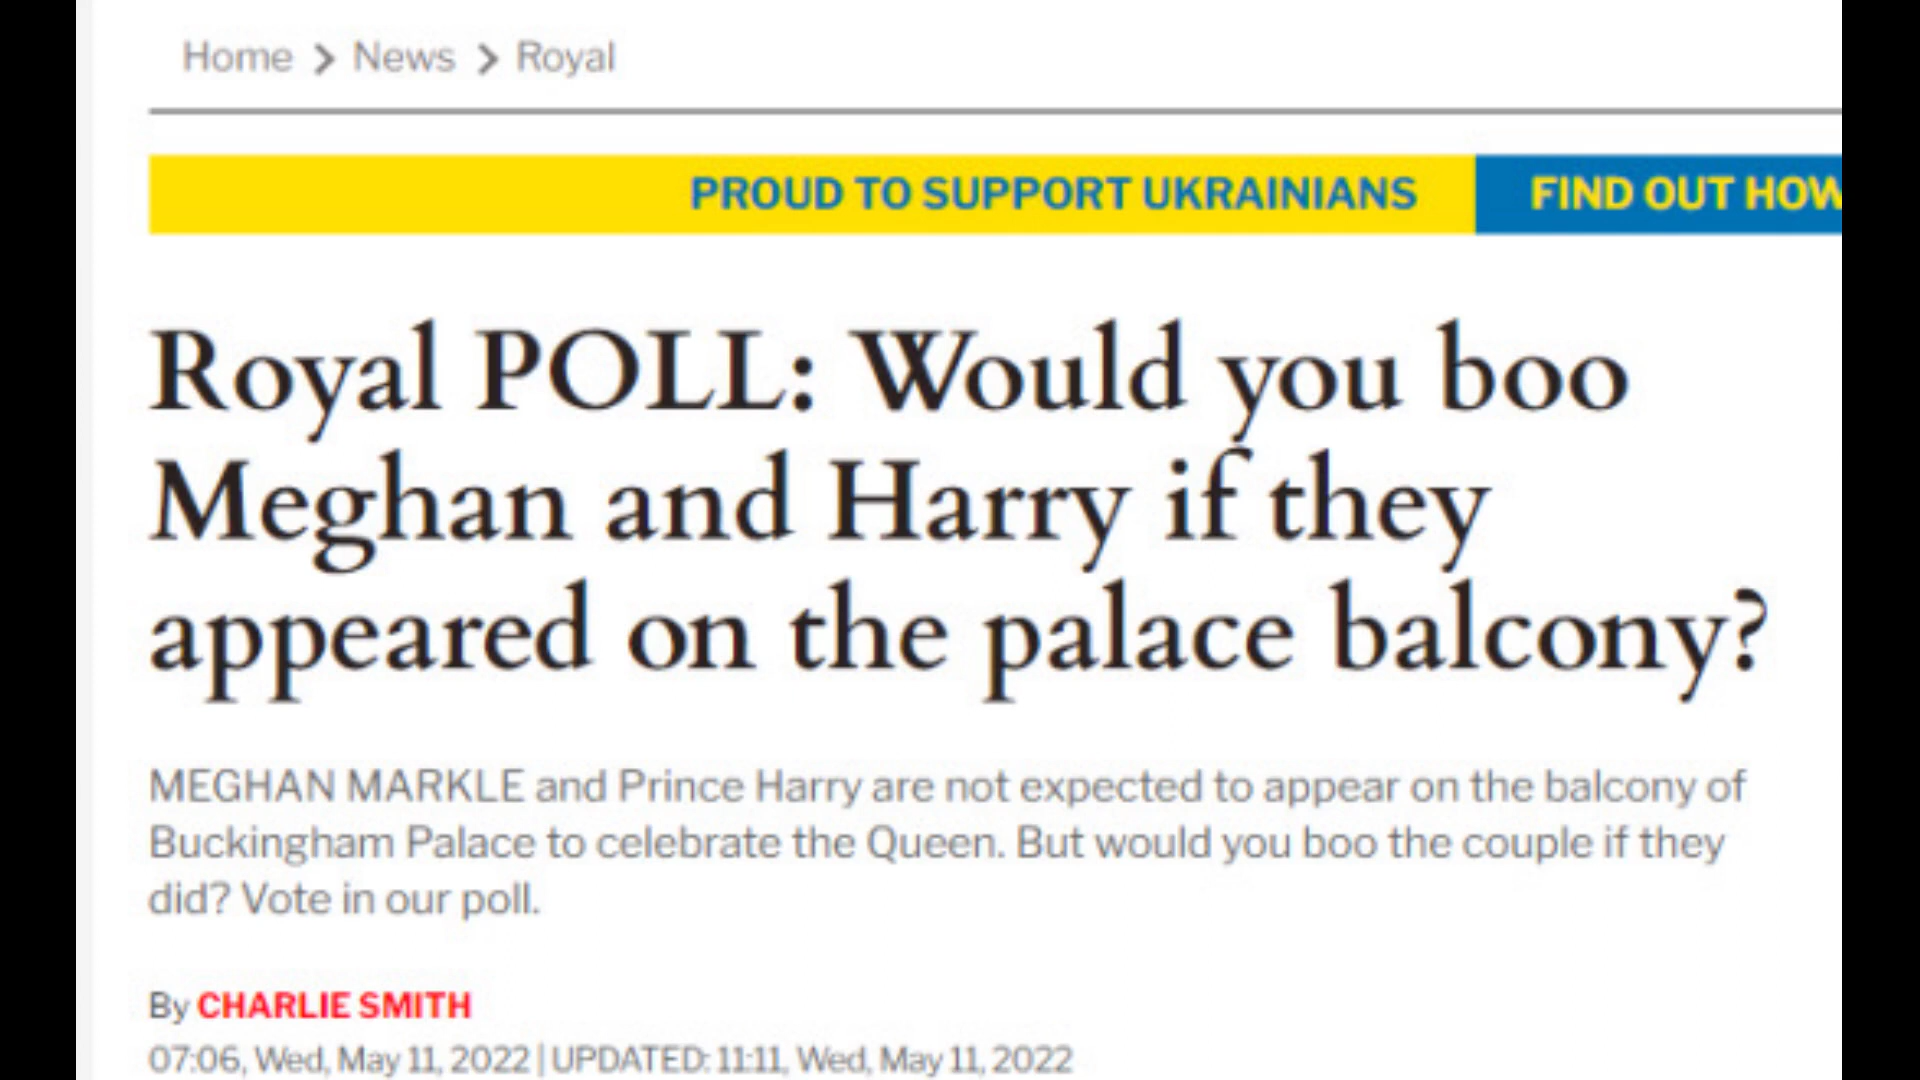 Home > News > Royal
PROUD TO SUPPORT UKRAINIANS FIND OUT HOW
Royal POLL: Would you boo
Meghan and Harry if they
appeared on the palace balcony?
MEGHAN MARKLE and Prince Harry are not expected to appear on the balcony of
Buckingham Palace to celebrate the Queen. But would you boo the couple if they
did? Vote in our poll.
By CHARLIE SMITH
07:06, Wed, May 11, 2022 | UPDATED: 11:11, Wed, May 11, 2022